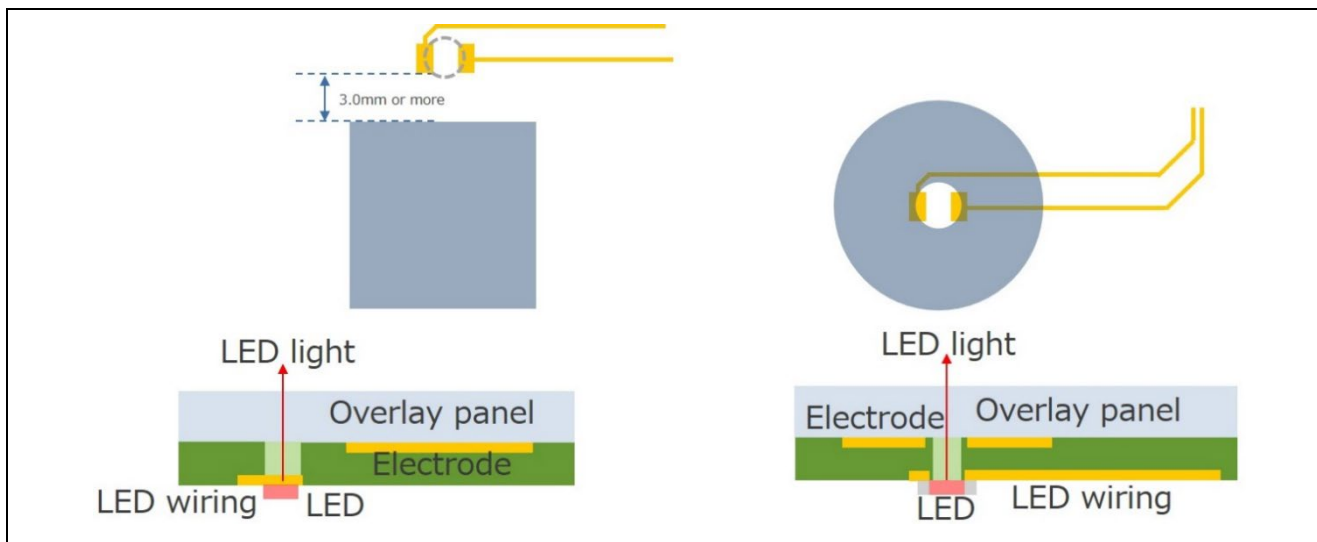 3.0mm or more
LED light
Overlay panel
Electrode
LED wiring
LED
LED light
Electrode
Overlay panel
LED
LED wiring